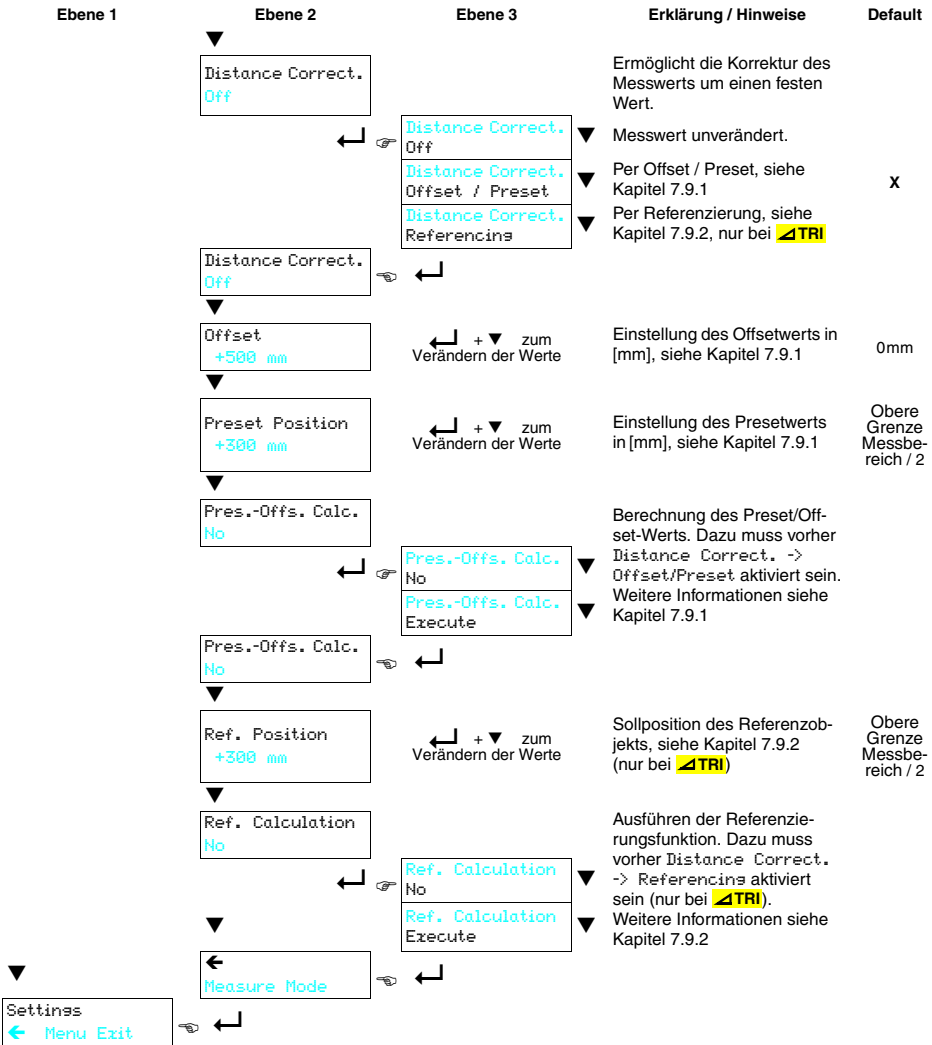 Ebene 1 Ebene 2 Ebene 3 Erklärung / Hinweise Default
Distance Correct.
Off
Ermöglicht die Korrektur des
Messwerts um einen festen
Wert.
Distance Correct.
Off
Messwert unverändert.
Distance Correct.
Offset / Preset
Per Offset / Preset, siehe
Kapitel 7.9.1
X
Distance Correct.
Referencing
Per Referenzierung, siehe
Kapitel 7.9.2, nur bei TRI
Distance Correct.
Off
Offset
+500 mm
+ ▼ zum
Verändern der Werte
Einstellung des Offsetwerts in
[mm], siehe Kapitel 7.9.1
0mm
Preset Position
+300 mm
+ ▼ zum
Verändern der Werte
Einstellung des Presetwerts
in [mm], siehe Kapitel 7.9.1
Obere
Grenze
Messbe-
reich / 2
Pres.-Offs. Calc.
No
Berechnung des Preset/Off-
set-Werts. Dazu muss vorher
Distance Correct. ->
Offset/Preset aktiviert sein.
Weitere Informationen siehe
Kapitel 7.9.1
Pres.-Offs. Calc.
No
Pres.-Offs. Calc.
Execute
Pres.-Offs. Calc.
No
Ref. Position
+300 mm
+ ▼ zum
Verändern der Werte
Sollposition des Referenzob-
jekts, siehe Kapitel 7.9.2
(nur bei TRI)
Obere
Grenze
Messbe-
reich / 2
Ref. Calculation
No
Ausführen der Referenzie-
rungsfunktion. Dazu muss
vorher Distance Correct.
-> Referencing aktiviert
sein (nur bei TRI).
Weitere Informationen siehe
Kapitel 7.9.2
Ref. Calculation
No
Ref. Calculation
Execute
←
Measure Mode
Settings
← Menu Exit